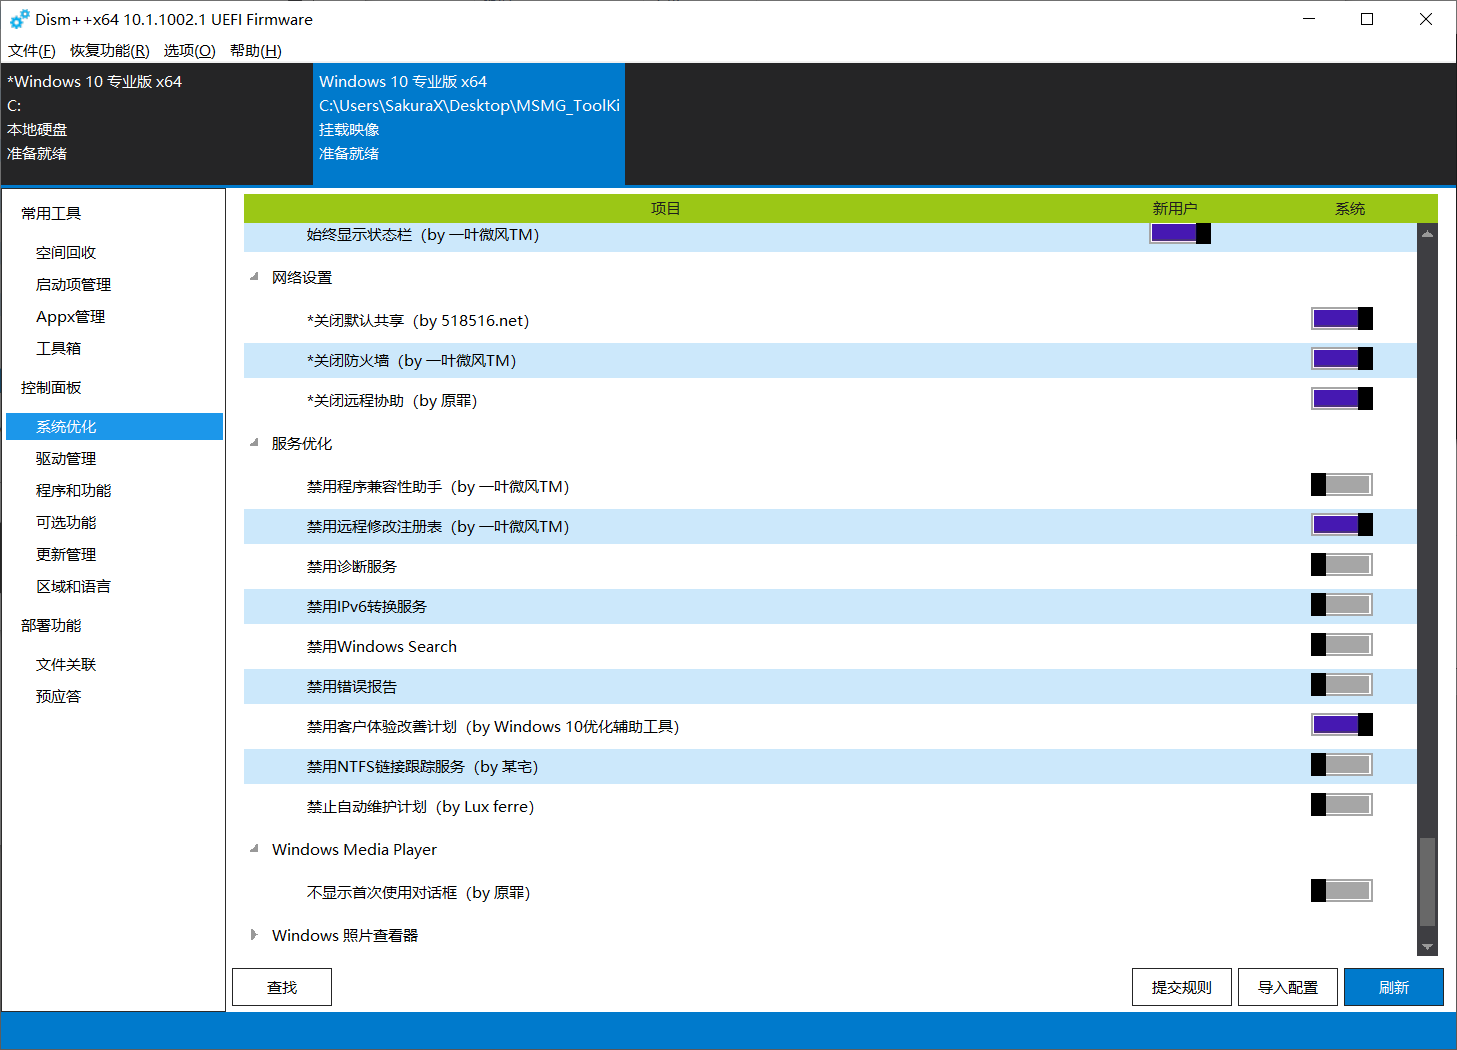 Dism++x64 10.1.1002.1 UEFI Firmware
文件(F) 恢复功能(R) 选项(O) 帮助(H)
*Windows 10 专业版 x64
C:
本地硬盘
准备就绪
Windows 10 专业版 x64
C:\Users\SakuraX\Desktop\MSMG_ToolKi
挂载映像
准备就绪
常用工具
空间回收
启动项管理
Appx管理
工具箱
控制面板
系统优化
驱动管理
程序和功能
可选功能
更新管理
区域和语言
部署功能
文件关联
预应答
项目 新用户 系统
始终显示状态栏（by 一叶微风TM）
网络设置
*关闭默认共享（by 518516.net）
*关闭防火墙（by 一叶微风TM）
*关闭远程协助（by 原罪）
服务优化
禁用程序兼容性助手（by 一叶微风TM）
禁用远程修改注册表（by 一叶微风TM）
禁用诊断服务
禁用IPv6转换服务
禁用Windows Search
禁用错误报告
禁用客户体验改善计划（by Windows 10优化辅助工具）
禁用NTFS链接跟踪服务（by 某宅）
禁止自动维护计划（by Lux ferre）
Windows Media Player
不显示首次使用对话框（by 原罪）
Windows 照片查看器
查找 提交规则 导入配置 刷新